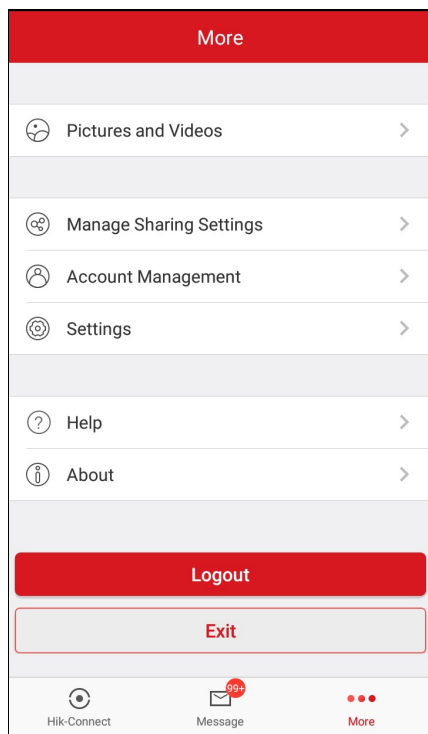 More
Pictures and Videos
Manage Sharing Settings
Account Management
Settings
Help
About
Logout
Exit
99+
Hik-Connect
Message
More